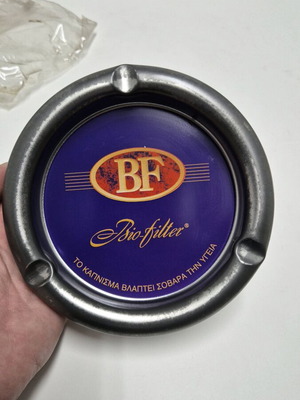 BF
Bio-filter®
ΤΟ ΚΑΠΝΙΣΜΑ ΒΛΑΠΤΕΙ ΣΟΒΑΡΑ ΤΗΝ ΥΓΕΙΑ